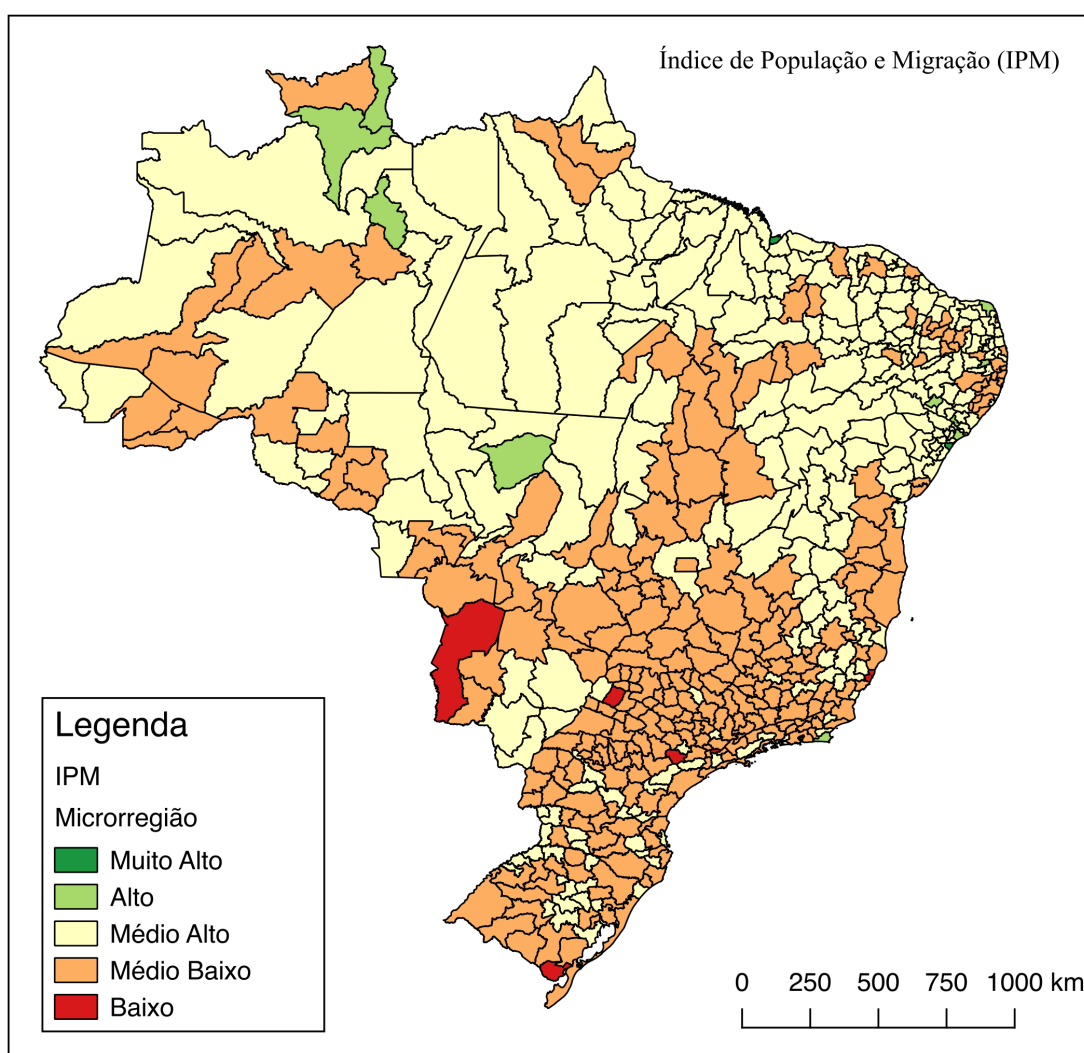 Índice de População e Migração (IPM)
Legenda
IPM
Microrregião
Muito Alto
Alto
Médio Alto
Médio Baixo
Baixo
0 250 500 750 1000 km